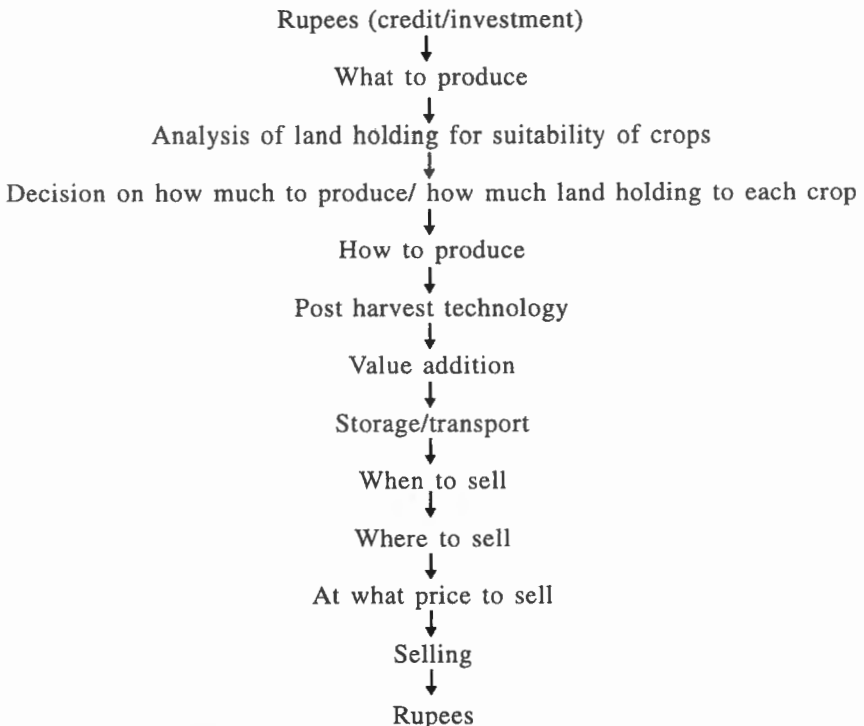 Rupees (credit/investment)
What to produce
Analysis of land holding for suitability of crops
Decision on how much to produce/ how much land holding to each crop
How to produce
Post harvest technology
Value addition
Storage/transport
When to sell
Where to sell
At what price to sell
Selling
Rupees